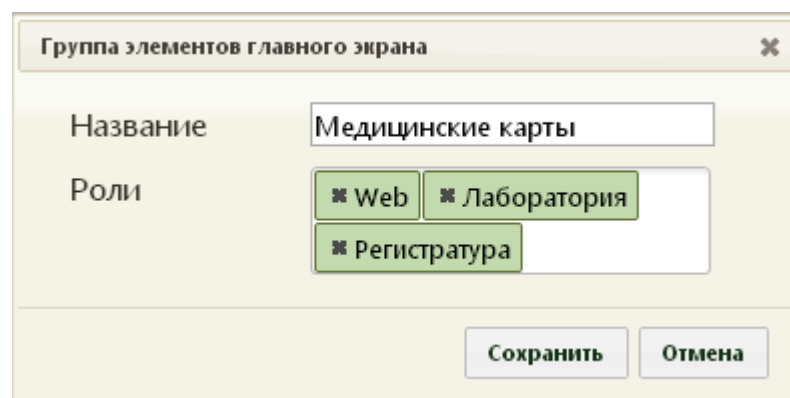 Группа элементов главного экрана
Название Медицинские карты
Роли Web Лаборатория
Регистратура
Сохранить Отмена